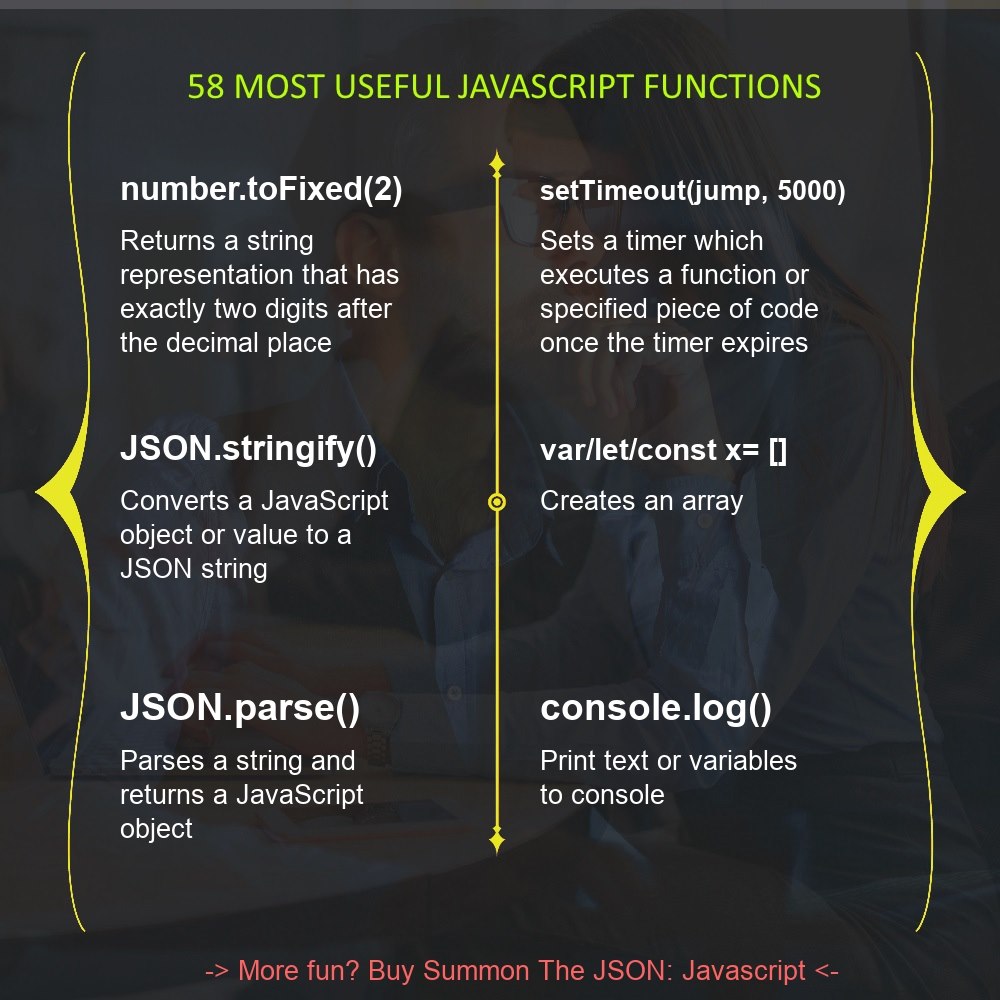 58 MOST USEFUL JAVASCRIPT FUNCTIONS
number.toFixed(2)
Returns a string
representation that has
exactly two digits after
the decimal place
JSON.stringify()
Converts a JavaScript
object or value to a
JSON string
JSON.parse()
Parses a string and
returns a JavaScript
object
setTimeout(jump, 5000)
Sets a timer which
executes a function or
specified piece of code
once the timer expires
var/let/const x= []
Creates an array
console.log()
Print text or variables
to console
-> More fun? Buy Summon The JSON: Javascript <-